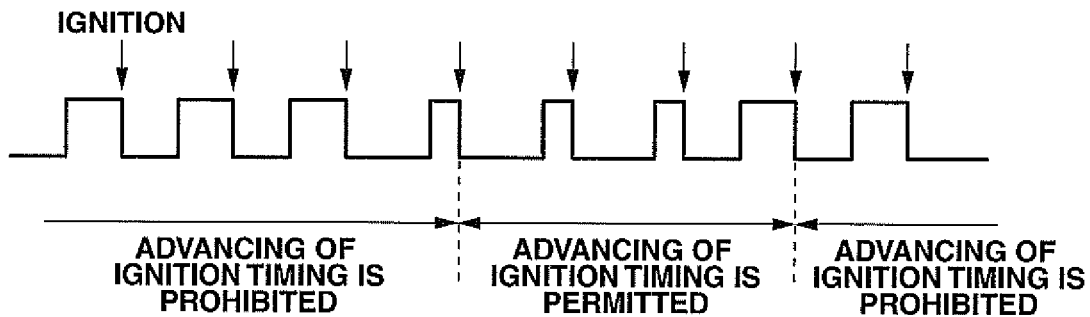 IGNITION
ADVANCING OF
IGNITION TIMING IS
PROHIBITED
ADVANCING OF
IGNITION TIMING IS
PERMITTED
ADVANCING OF
IGNITION TIMING IS
PROHIBITED